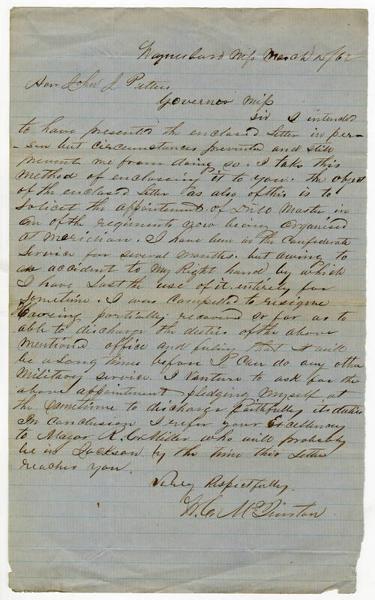 Waynesboro Miss March 15/62
Hon John J Pettus
Governor Miss
Sir I intended
to have presented the enclosed letter in per-
son but circumstances prevented and still
prevents me from doing so. I take this
method of enclosing it to you. The object
of the enclosed letter as also of this is to
solicit the appointment of Drill Master in
on of the regiments now being organised
at Meridian. I have been in the Confederate
Service for several months. but owing to
an accident to my Right hand by which
I have Lost the use of it entirely for
Sometime. I was compelled to resigne
Haveing partially recovered or far as to
able to discharge the duties of the above
mentioned office and feeling that it will
be a long time before I can do any other
Military service. I venture to ask for the
above appointment pledging myself at
the Sametime to discharge faithfully its duties
In conclusion I refer your Excellency
to Major R. C. Miller who will probably
be in Jackson by the time this Letter
reaches you.
Very Respectfully